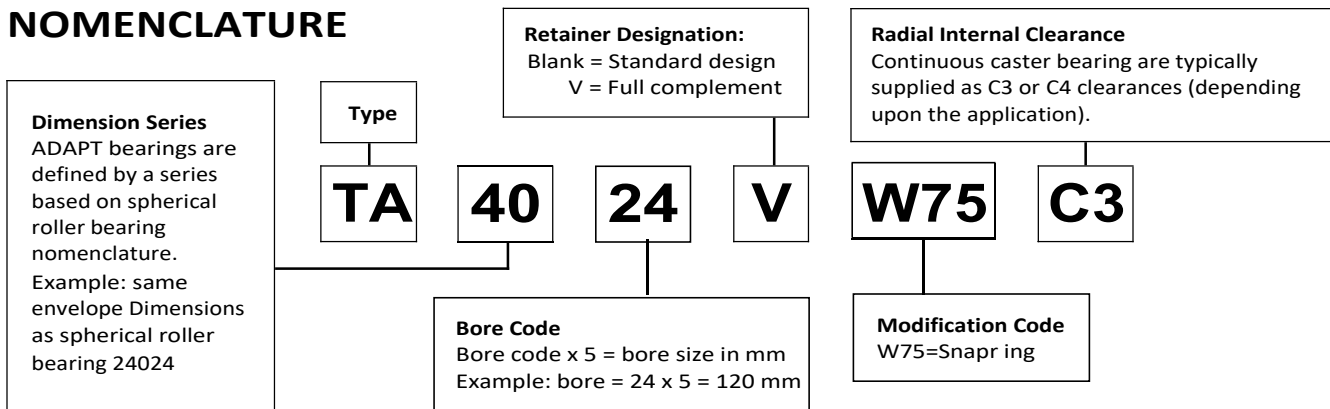 NOMENCLATURE
Retainer Designation:
Blank = Standard design
V = Full complement
Radial Internal Clearance
Continuous caster bearing are typically
supplied as C3 or C4 clearances (depending
upon the application).
Dimension Series
ADAPT bearings are
defined by a series
based on spherical
roller bearing
nomenclature.
Example: same
envelope Dimensions
as spherical roller
bearing 24024
Type
TA 40 24 V W75 C3
Bore Code
Bore code x 5 = bore size in mm
Example: bore = 24 x 5 = 120 mm
Modification Code
W75=Snapr ing